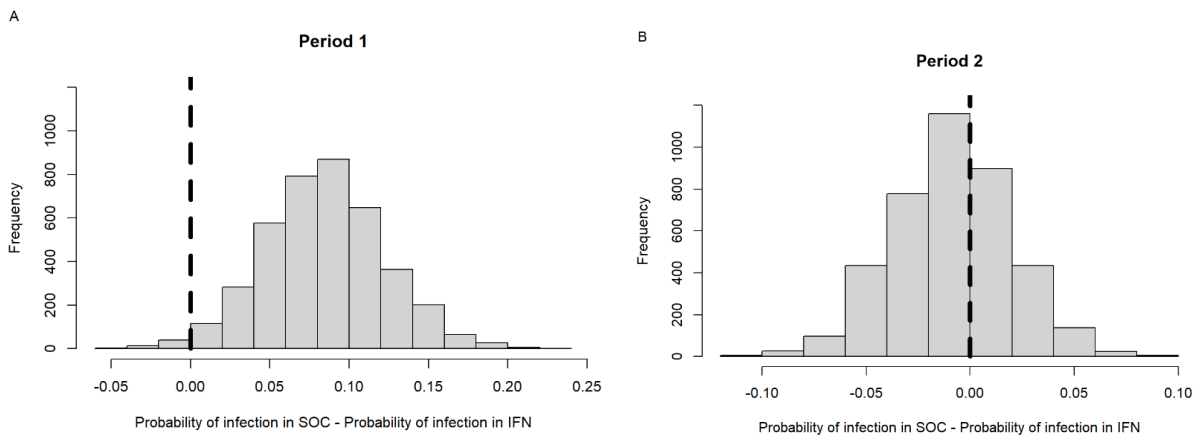 A
Period 1
Frequency
0 200 400 600 800 1000
-0.05 0.00 0.05 0.10 0.15 0.20 0.25
Probability of infection in SOC - Probability of infection in IFN
B
Period 2
Frequency
0 200 400 600 800 1000
-0.10 -0.05 0.00 0.05 0.10
Probability of infection in SOC - Probability of infection in IFN